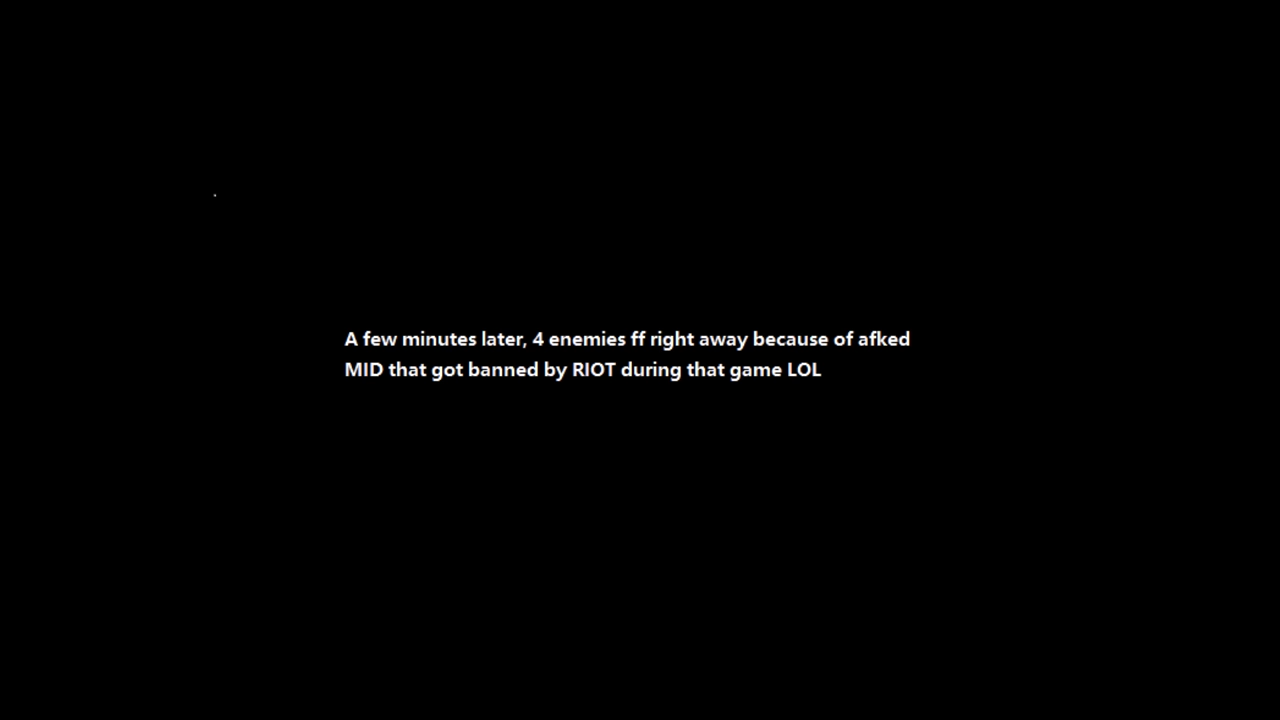 A few minutes later, 4 enemies ff right away because of afked
MID that got banned by RIOT during that game LOL